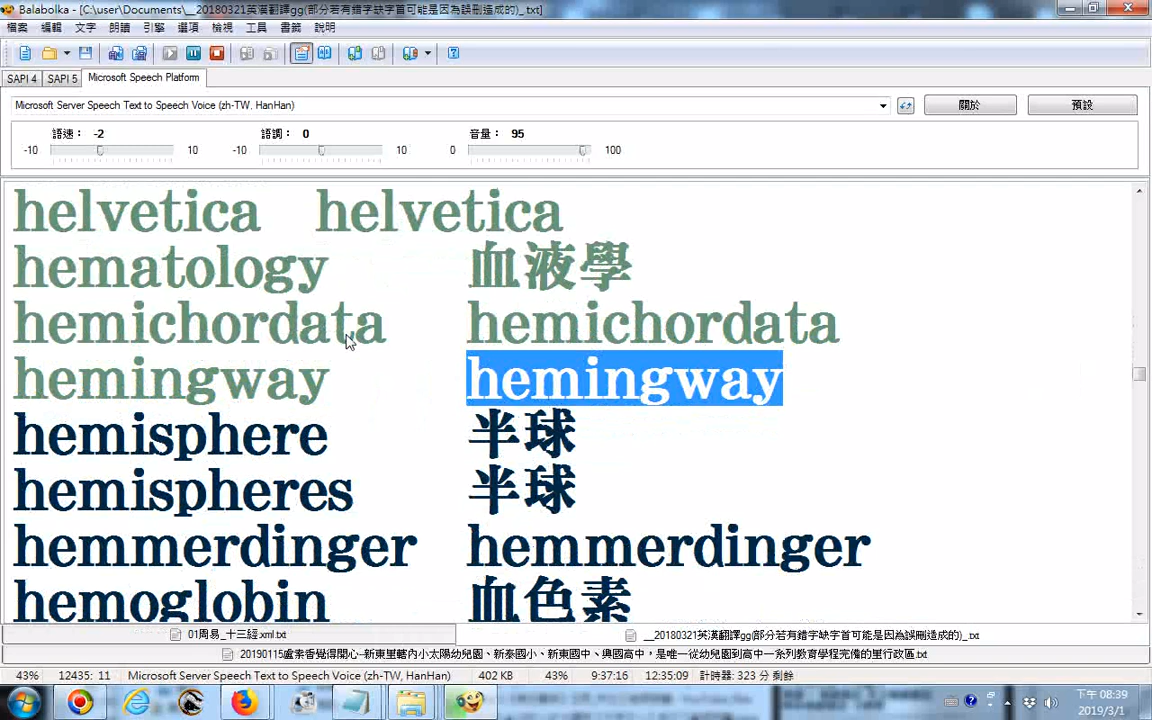 Balabolka - [C:\user\Documents\__20180321英漢翻譯gg(部分若有錯字缺字首可能是因為誤刪造成的)_.txt]
檔案 編輯 文字 朗讀 引擎 選項 檢視 工具 書籤 說明
SAPI 4 SAPI 5 Microsoft Speech Platform
Microsoft Server Speech Text to Speech Voice (zh-TW, HanHan) 關於 預設
語速： -2 語調： 0 音量： 95
-10 10 -10 10 0 100
helvetica helvetica
hematology 血液學
hemichordata hemichordata
hemingway hemingway
hemisphere 半球
hemispheres 半球
hemmerdinger hemmerdinger
hemoglobin 血色素
01周易_十三經.xml.txt __20180321英漢翻譯gg(部分若有錯字缺字首可能是因為誤刪造成的)_.txt
20190115盧素香覺得開心-新東里轄內小太陽幼兒園、新泰國小、新東國中、興國高中，是唯一從幼兒園到高中一系列教育學程完備的里行政區.txt
43% 12435: 11 Microsoft Server Speech Text to Speech Voice (zh-TW, HanHan) 402 KB 43% 9:37:16 12:35:09 計時器: 323 分 剩餘
下午 08:39
2019/3/1